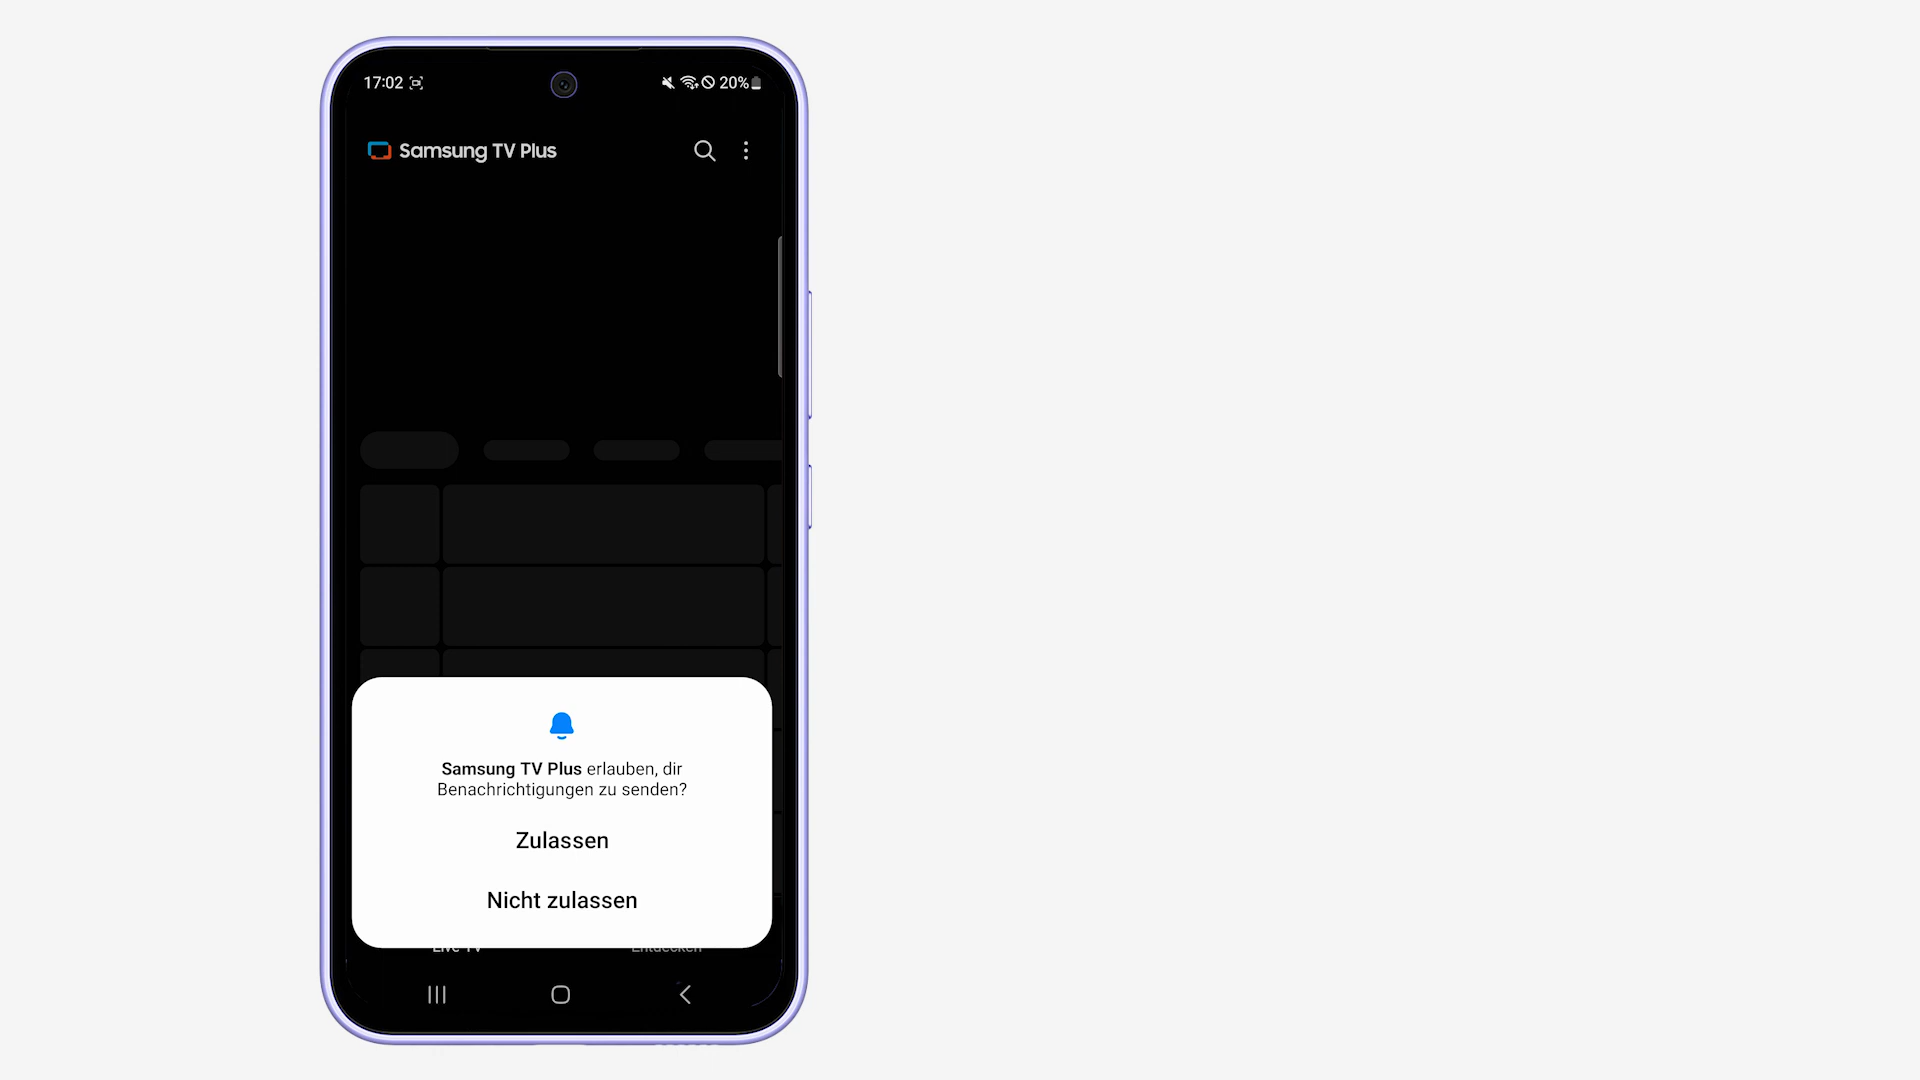 17:02
20%
Samsung TV Plus
Samsung TV Plus erlauben, dir
Benachrichtigungen zu senden?
Zulassen
Nicht zulassen
Live TV
Entdecken